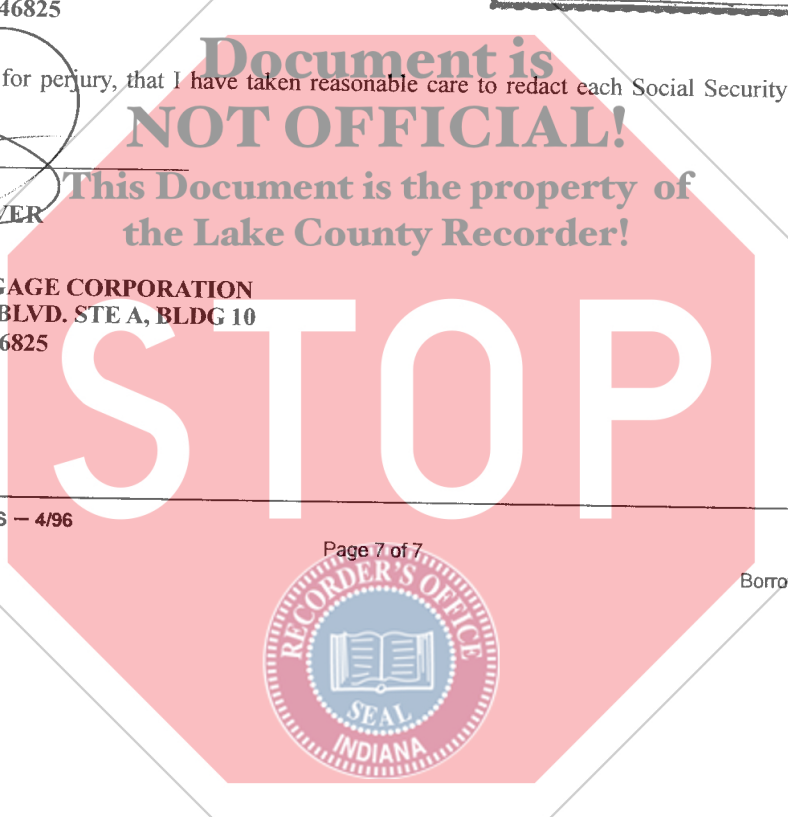 46825
Document is
for perjury, that I have taken reasonable care to redact each Social Security
NOT OFFICIAL!
This Document is the property of
VER
the Lake County Recorder!
GAGE CORPORATION
BLVD. STE A, BLDG 10
6825
STOP
S — 4/96
Page 7 of 7
Borro
RECORDER'S OFFICE
SEAL
INDIANA